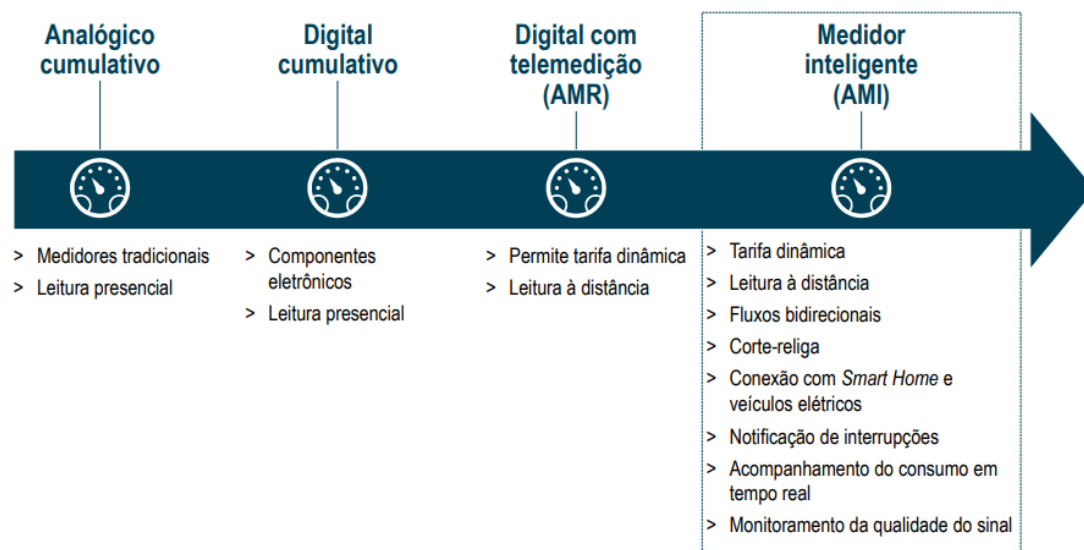 Analógico
cumulativo
Digital
cumulativo
Digital com
telemedição
(AMR)
Medidor
inteligente
(AMI)
> Medidores tradicionais
> Leitura presencial
> Componentes
eletrônicos
> Leitura presencial
> Permite tarifa dinâmica
> Leitura à distância
> Tarifa dinâmica
> Leitura à distância
> Fluxos bidirecionais
> Corte-religa
> Conexão com Smart Home e
veículos elétricos
> Notificação de interrupções
> Acompanhamento do consumo em
tempo real
> Monitoramento da qualidade do sinal